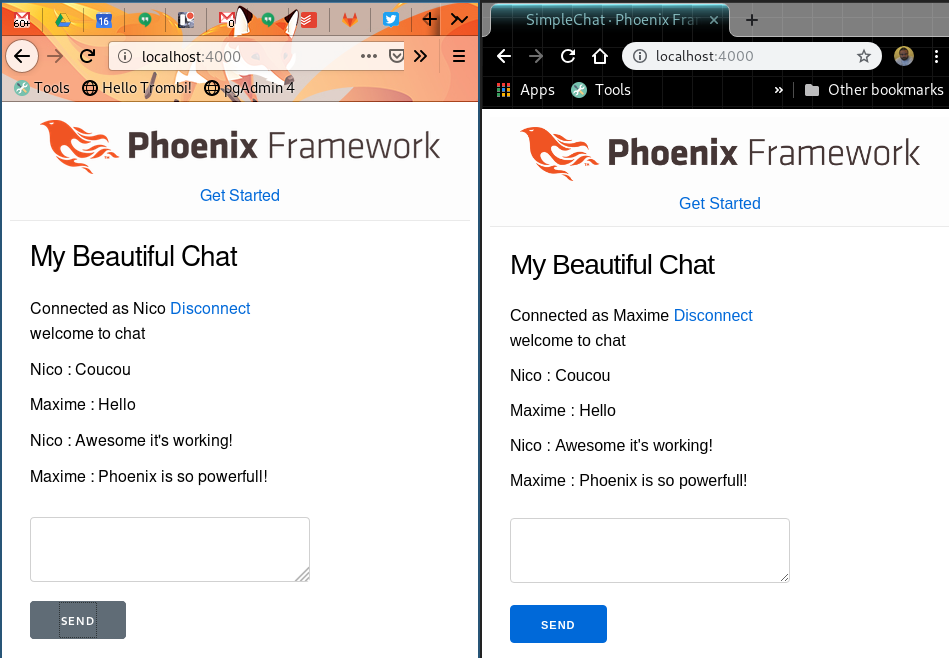 60+
16
0
localhost:4000
Tools
Hello Trombi!
pgAdmin 4
Phoenix Framework
Get Started
My Beautiful Chat
Connected as Nico Disconnect
welcome to chat
Nico : Coucou
Maxime : Hello
Nico : Awesome it's working!
Maxime : Phoenix is so powerfull!
SEND
SimpleChat · Phoenix Fra
localhost:4000
Apps
Tools
Other bookmarks
Phoenix Framework
Get Started
My Beautiful Chat
Connected as Maxime Disconnect
welcome to chat
Nico : Coucou
Maxime : Hello
Nico : Awesome it's working!
Maxime : Phoenix is so powerfull!
SEND